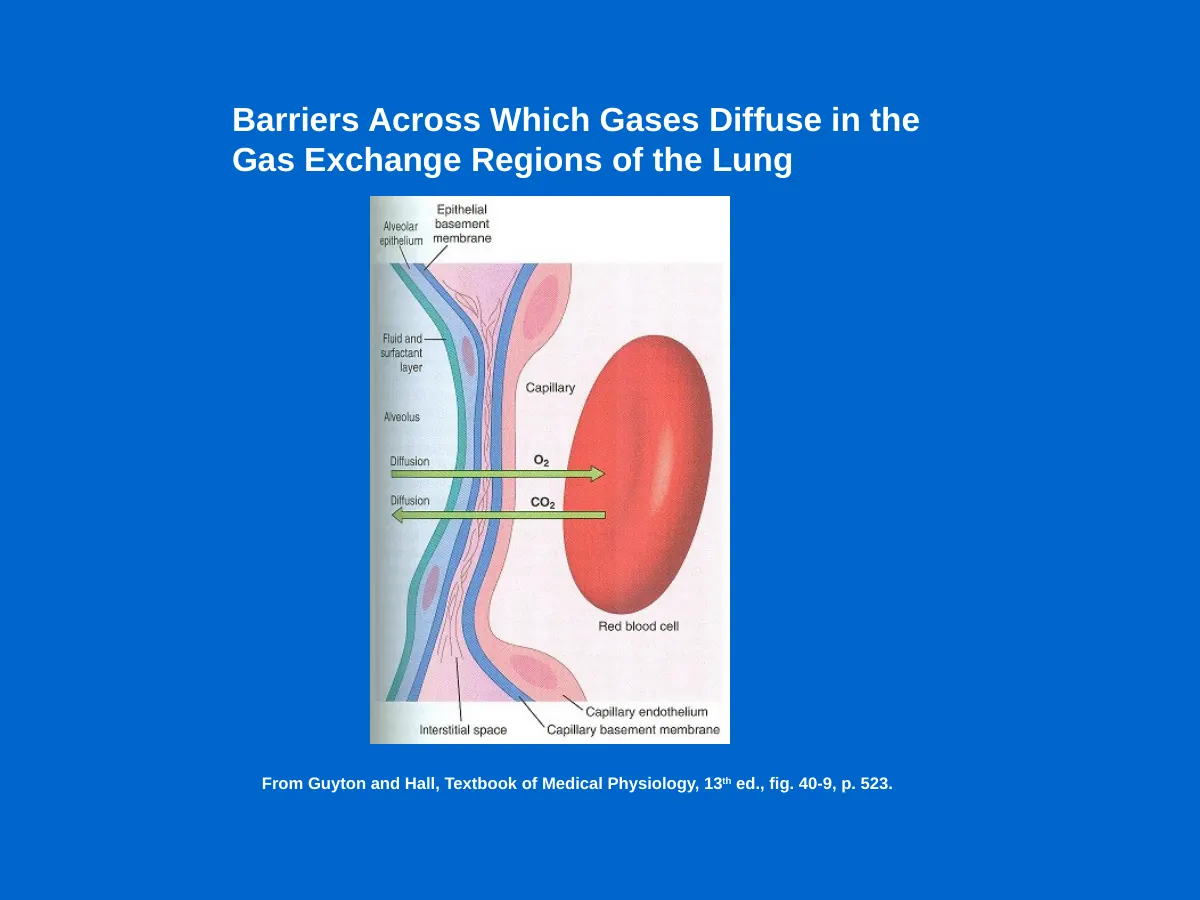 Barriers Across Which Gases Diffuse in the
Gas Exchange Regions of the Lung
Epithelial
basement
membrane
Alveolar
epithelium
Fluid and
surfactant
layer
Capillary
Alveolus
Diffusion
O₂
Diffusion
CO₂
Red blood cell
Capillary endothelium
Interstitial space
Capillary basement membrane
From Guyton and Hall, Textbook of Medical Physiology, 13th ed., fig. 40-9, p. 523.